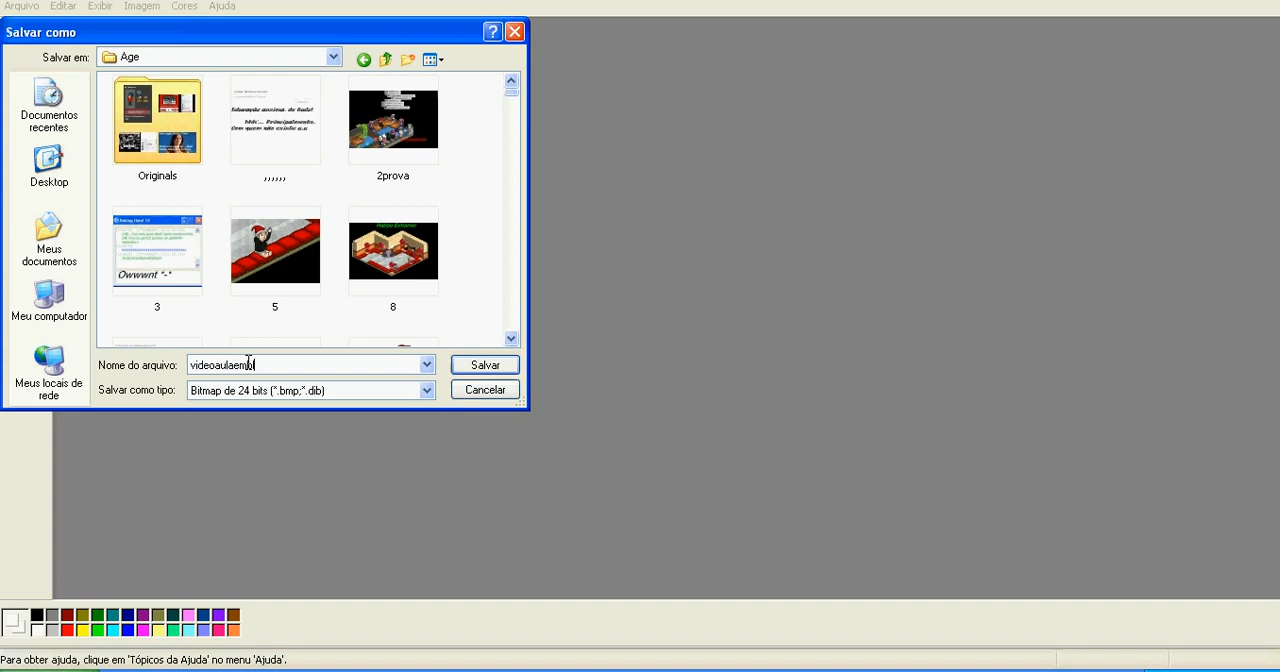 Arquivo Editar Exibir Imagem Cores Ajuda
Salvar como
Salvar em: Age
Documentos recentes
Desktop
Meus documentos
Meu computador
Meus locais de rede
Originals
,,,,,,
2prova
Owwwnt *-*
Habbo Extreme!
3
5
8
Nome do arquivo:
Salvar
Salvar como tipo: Bitmap de 24 bits (*.bmp;*.dib)
Cancelar
Para obter ajuda, clique em 'Tópicos da Ajuda' no menu 'Ajuda'.